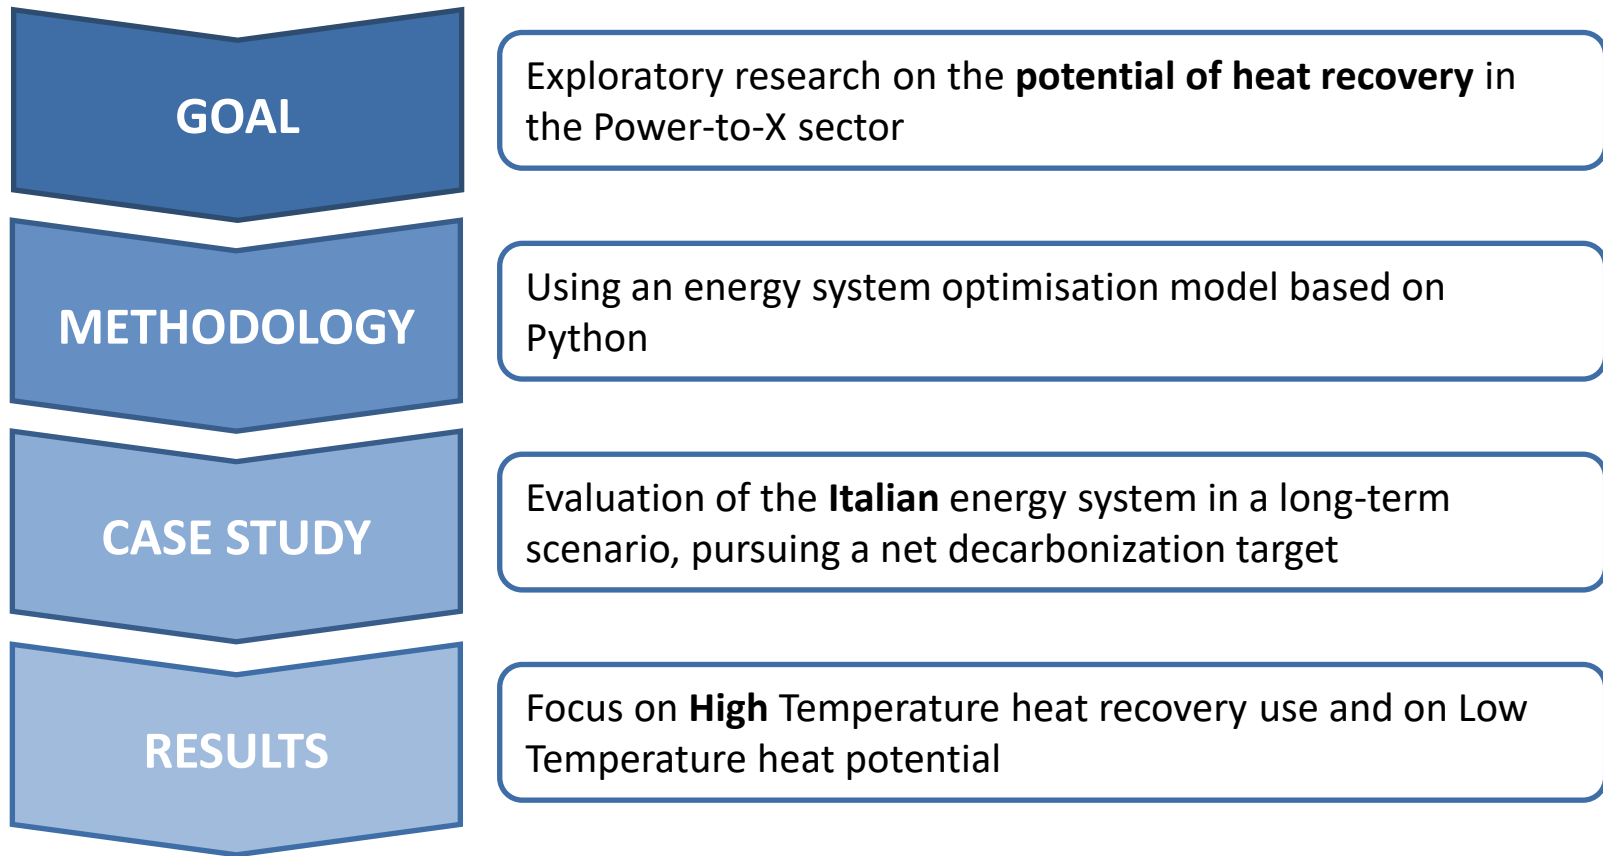 GOAL
Exploratory research on the potential of heat recovery in
the Power-to-X sector
METHODOLOGY
Using an energy system optimisation model based on
Python
CASE STUDY
Evaluation of the Italian energy system in a long-term
scenario, pursuing a net decarbonization target
RESULTS
Focus on High Temperature heat recovery use and on Low
Temperature heat potential